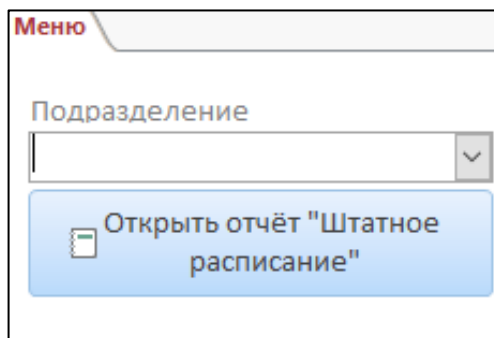 Меню
Подразделение
Открыть отчёт "Штатное
расписание"